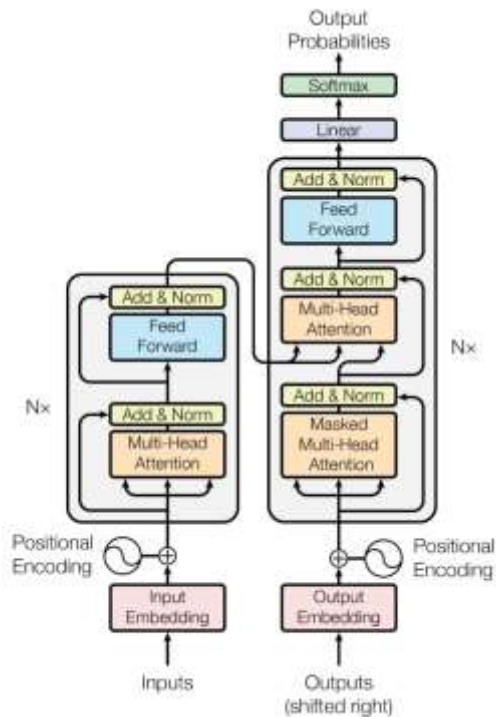 Output
Probabilities
Softmax
Linear
Add & Norm
Feed
Forward
Add & Norm
Multi-Head
Attention
Add & Norm
Masked
Multi-Head
Attention
N×
Add & Norm
Feed
Forward
Add & Norm
Multi-Head
Attention
N×
Positional
Encoding
Positional
Encoding
Input
Embedding
Output
Embedding
Inputs
Outputs
(shifted right)